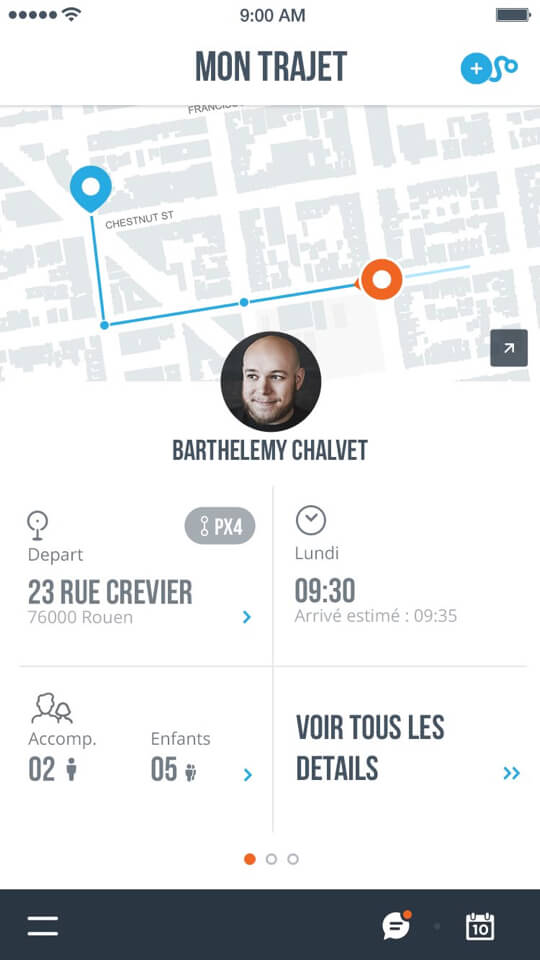 9:00 AM
MON TRAJET
CHESTNUT ST
BARTHELEMY CHALVET
PX4
Depart
23 RUE CREVIER
76000 Rouen
Lundi
09:30
Arrivé estimé : 09:35
Accomp.
02
Enfants
05
VOIR TOUS LES
DETAILS
10